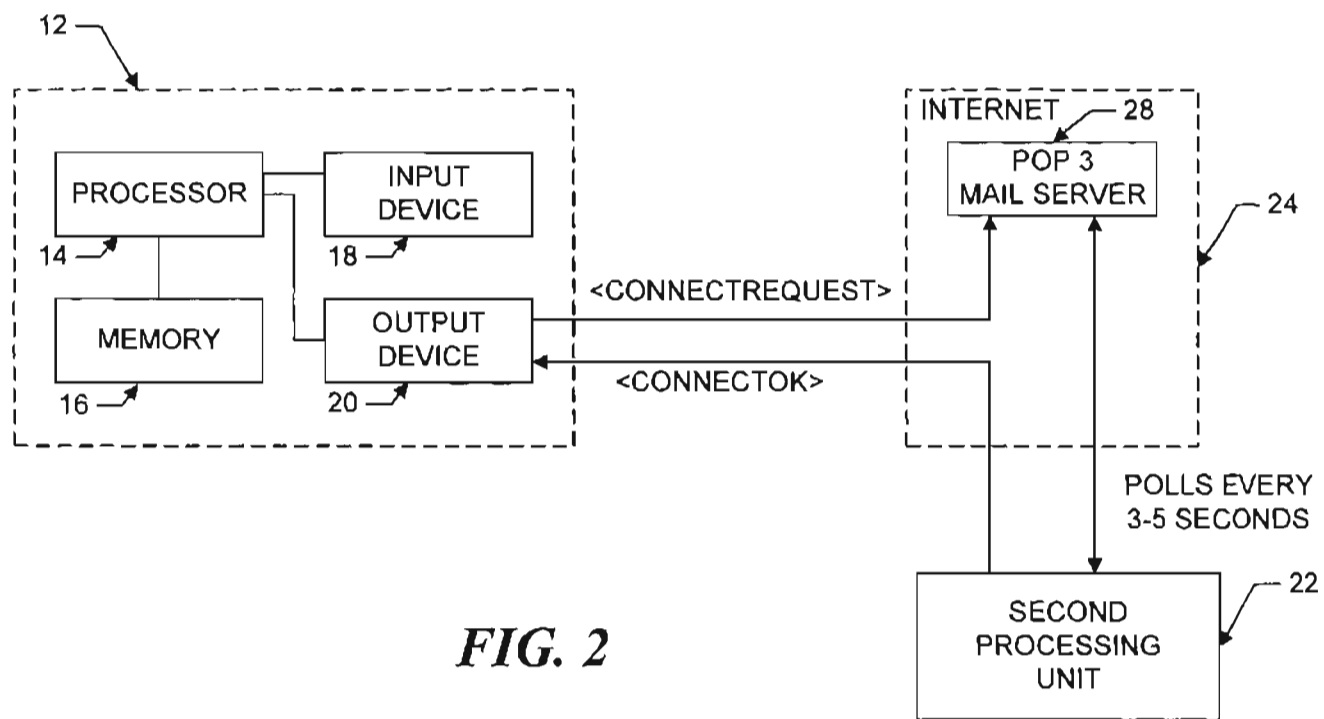 12
INTERNET
28
PROCESSOR
INPUT
DEVICE
POP 3
MAIL SERVER
14
18
24
<CONNECTREQUEST>
MEMORY
OUTPUT
DEVICE
16
20
<CONNECTOK>
POLLS EVERY
3-5 SECONDS
22
SECOND
PROCESSING
UNIT
FIG. 2